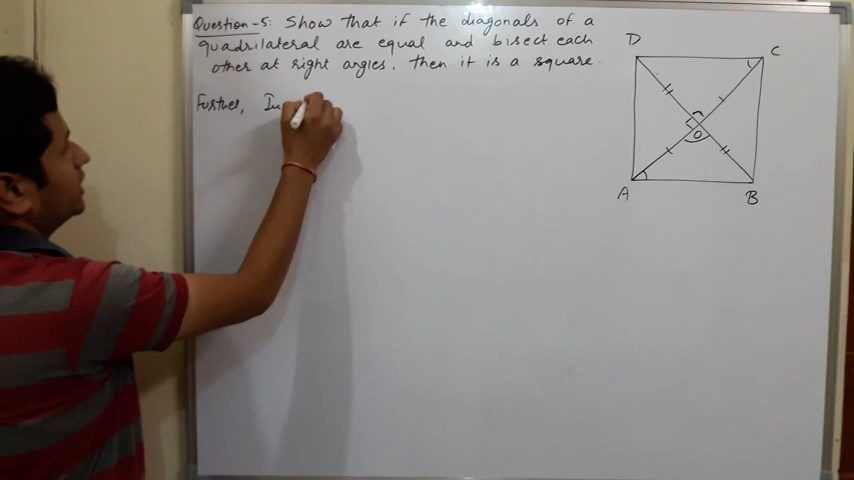 Question-5: Show that if the diagonals of a
quadrilateral are equal and bisect each
other at right angles, then it is a square.
Further, In
D
C
O
A
B